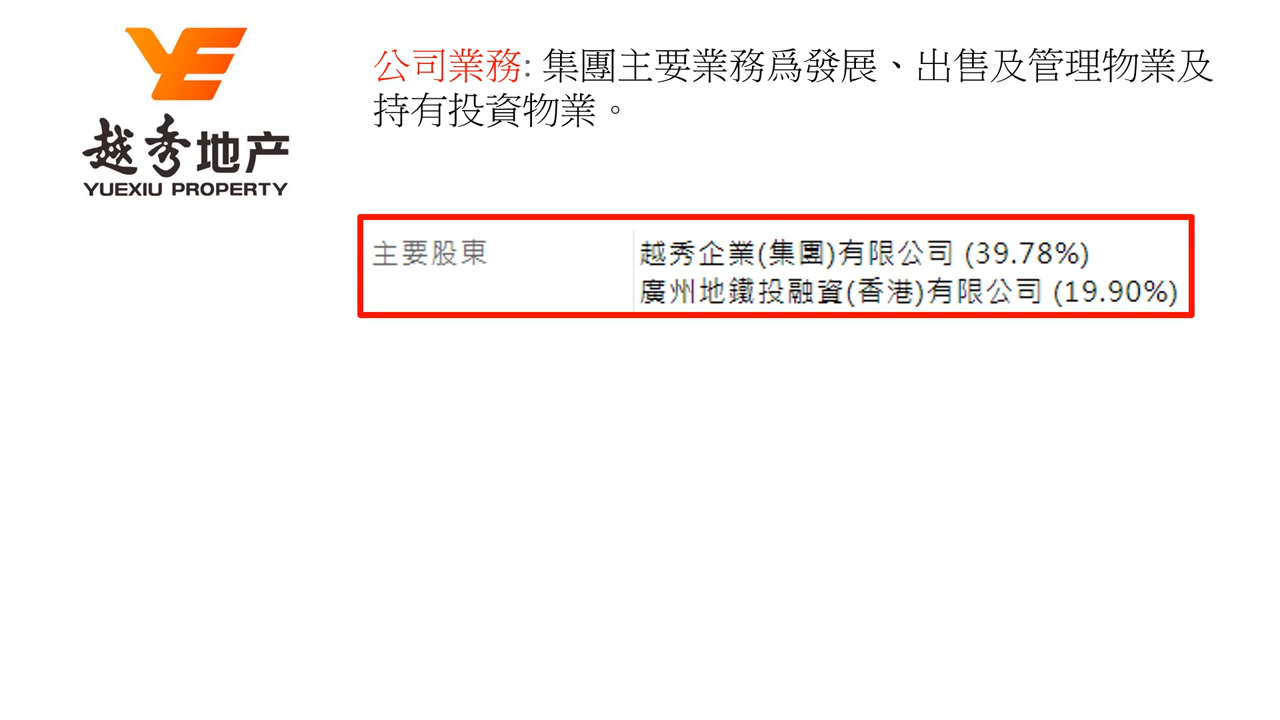 越秀地产
YUEXIU PROPERTY
公司業務: 集團主要業務爲發展、出售及管理物業及
持有投資物業。
主要股東
越秀企業(集團)有限公司 (39.78%)
廣州地鐵投融資(香港)有限公司 (19.90%)